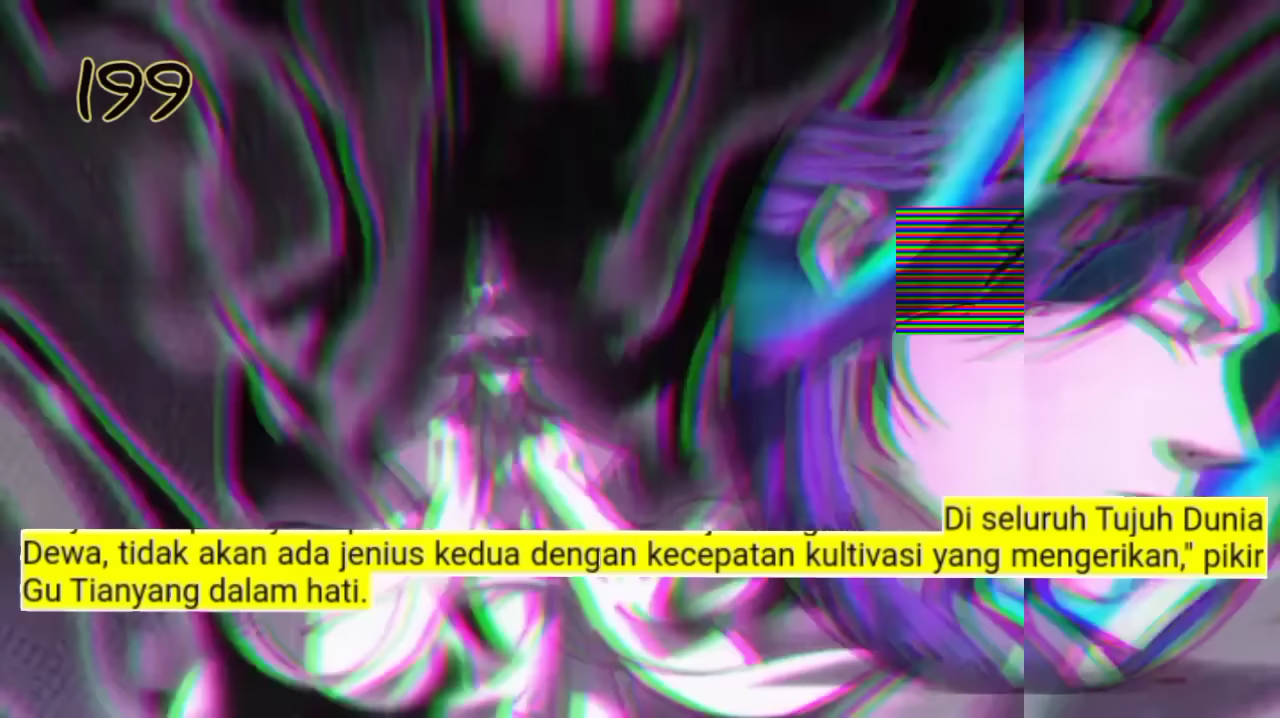 199
Di seluruh Tujuh Dunia
Dewa, tidak akan ada jenius kedua dengan kecepatan kultivasi yang mengerikan," pikir
Gu Tianyang dalam hati.